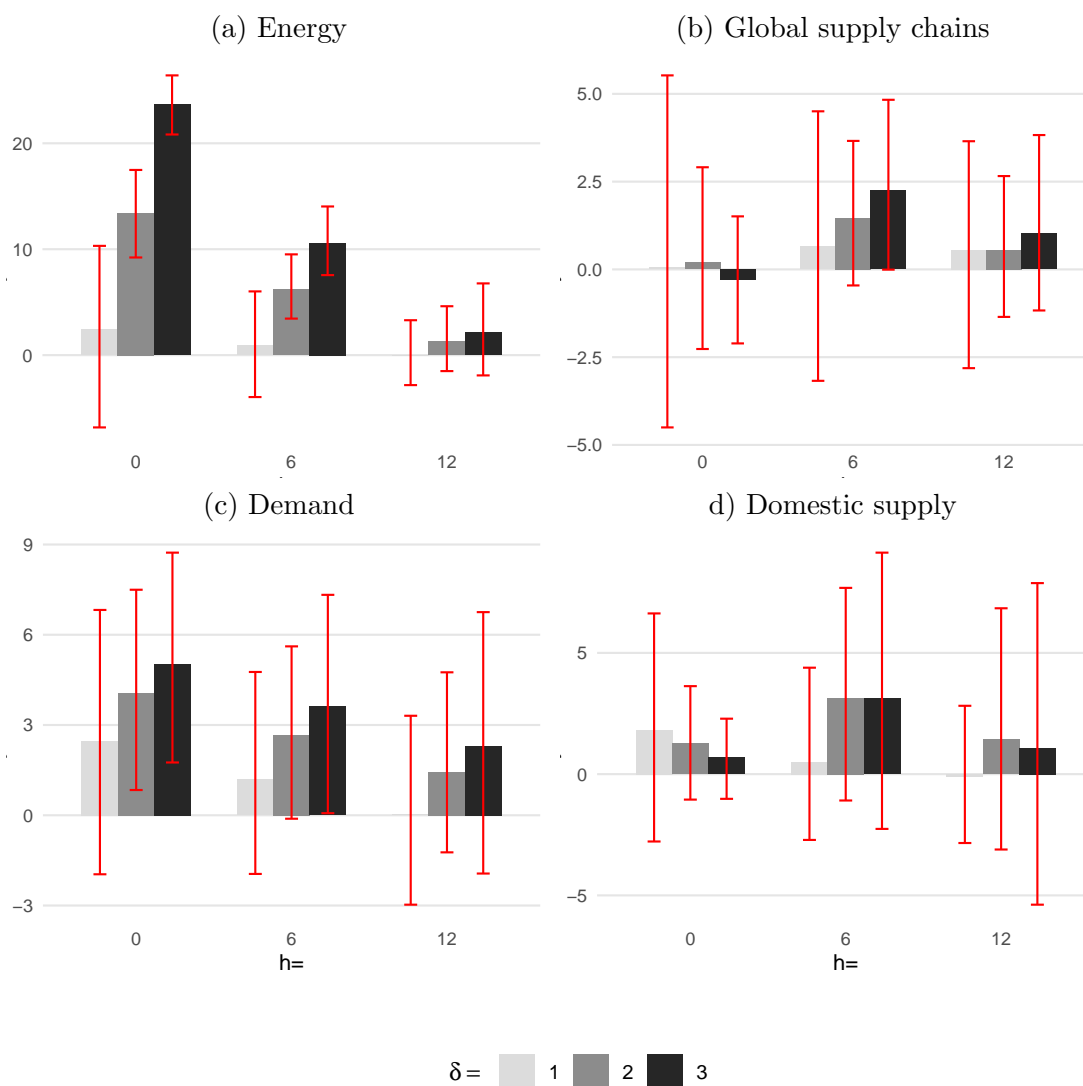 (a) Energy
20
10
0
0 6 12
(b) Global supply chains
5.0
2.5
0.0
−2.5
−5.0
0 6 12
(c) Demand
9
6
3
0
−3
0 6 12
h=
d) Domestic supply
5
0
−5
0 6 12
h=
δ= 1 2 3